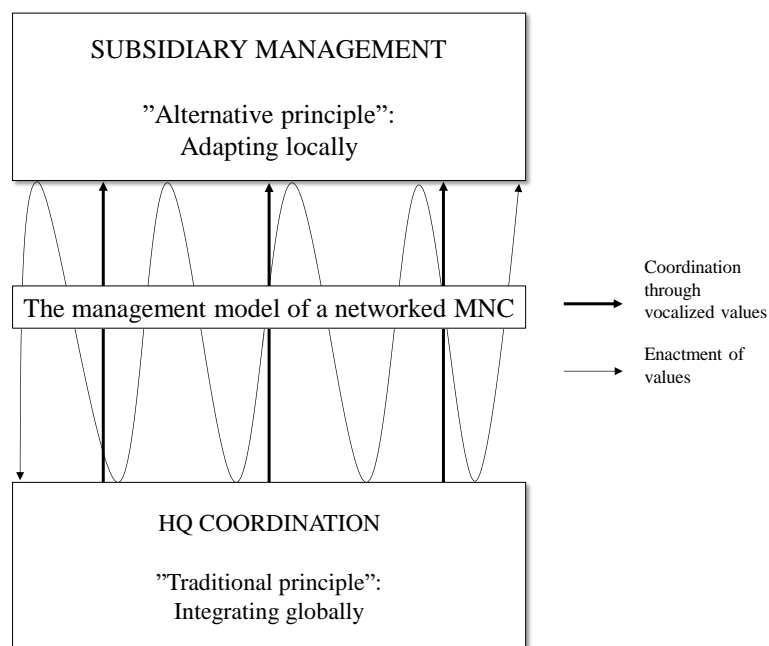 SUBSIDIARY MANAGEMENT
”Alternative principle”:
Adapting locally
The management model of a networked MNC
Coordination
through
vocalized values
Enactment of
values
HQ COORDINATION
”Traditional principle”:
Integrating globally